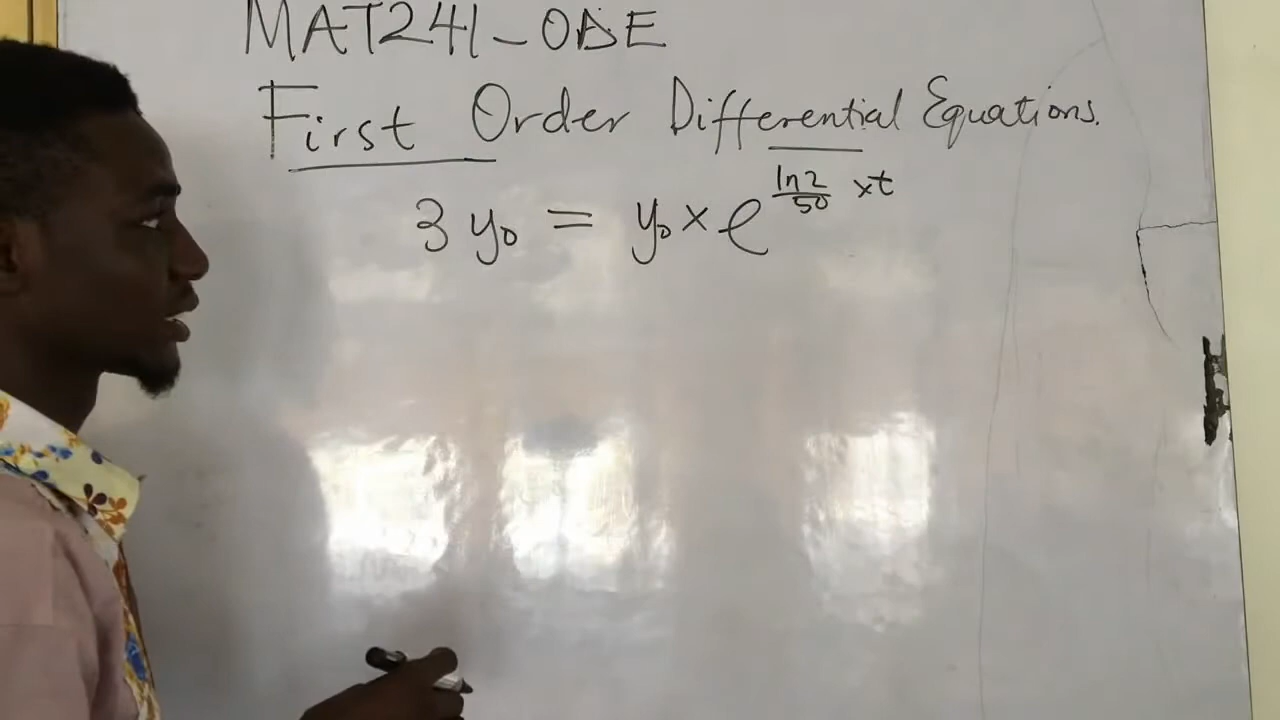 MAT241 - ODE
First Order Differential Equations.
3 y₀ = y₀ × e^(ln2/50 × t)